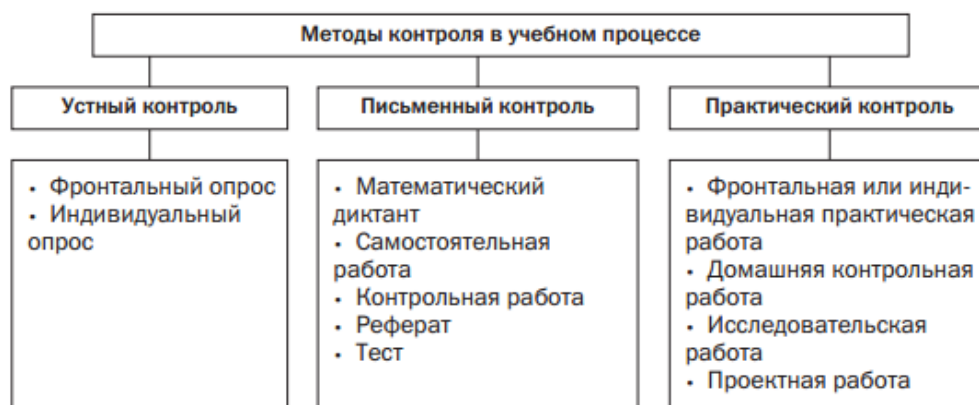 Методы контроля в учебном процессе
Устный контроль
Письменный контроль
Практический контроль
• Фронтальный опрос
• Индивидуальный
опрос
• Математический
диктант
• Самостоятельная
работа
• Контрольная работа
• Реферат
• Тест
• Фронтальная или инди-
видуальная практическая
работа
• Домашняя контрольная
работа
• Исследовательская
работа
• Проектная работа